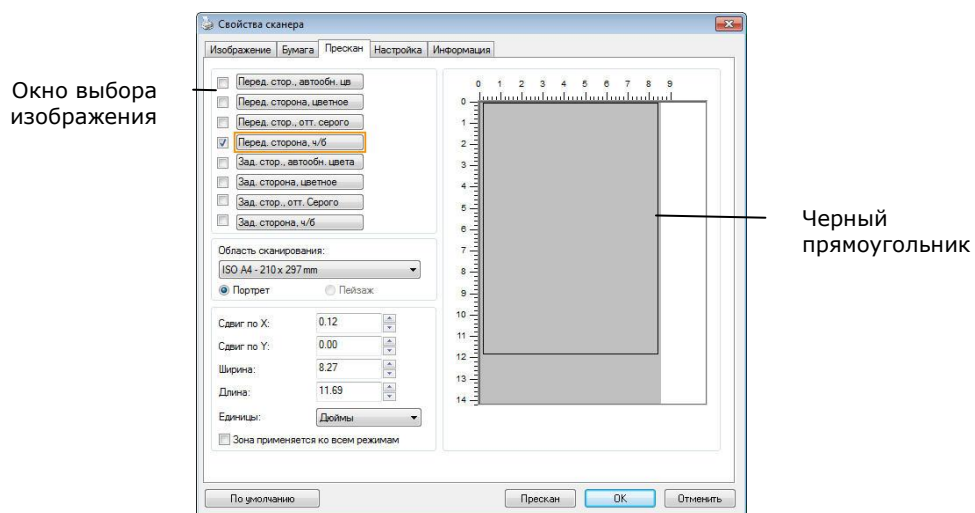 Свойства сканера
Изображение Бумага Прескан Настройка Информация
Окно выбора
изображения
Перед. стор., автообн. цв
Перед. сторона, цветное
Перед. стор., отт. серого
Перед. сторона, ч/б
Зад. стор., автообн. цвета
Зад. сторона, цветное
Зад. стор., отт. Серого
Зад. сторона, ч/б
Область сканирования:
ISO A4 - 210 x 297 mm
Портрет Пейзаж
Сдвиг по X: 0.12
Сдвиг по Y: 0.00
Ширина: 8.27
Длина: 11.69
Единицы: Дюймы
Зона применяется ко всем режимам
0 1 2 3 4 5 6 7 8 9
0
1
2
3
4
5
6
7
8
9
10
11
12
13
14
Черный
прямоугольник
По умолчанию Прескан OK Отменить